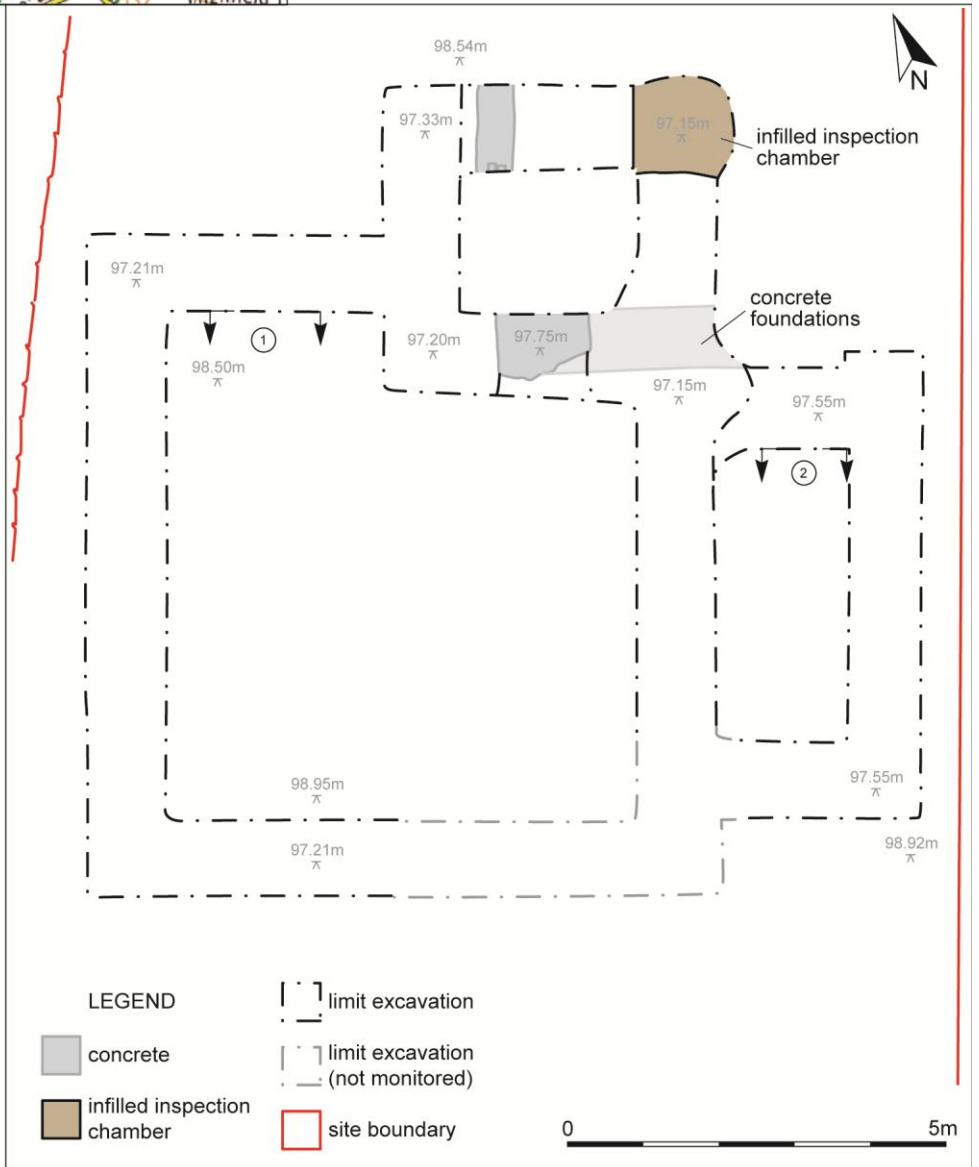 98.54m
N
97.33m
97.15m
infilled inspection
chamber
97.21m
concrete
foundations
1
97.20m
97.75m
98.50m
97.15m
97.55m
2
98.95m
97.55m
97.21m
98.92m
LEGEND
limit excavation
concrete
limit excavation
(not monitored)
infilled inspection
chamber
site boundary
0
5m